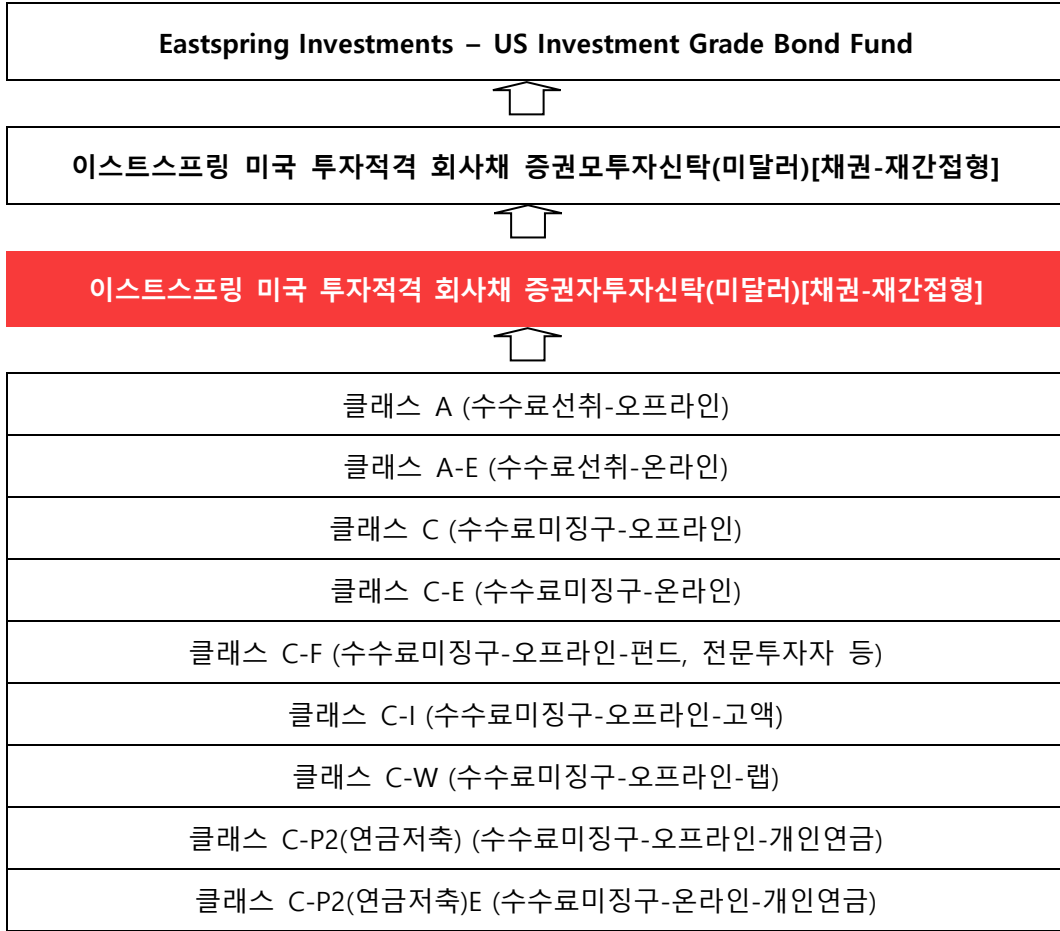 Eastspring Investments – US Investment Grade Bond Fund
이스트스프링 미국 투자적격 회사채 증권모투자신탁(미달러)[채권-재간접형]
이스트스프링 미국 투자적격 회사채 증권자투자신탁(미달러)[채권-재간접형]
클래스 A (수수료선취-오프라인)
클래스 A-E (수수료선취-온라인)
클래스 C (수수료미징구-오프라인)
클래스 C-E (수수료미징구-온라인)
클래스 C-F (수수료미징구-오프라인-펀드, 전문투자자 등)
클래스 C-I (수수료미징구-오프라인-고액)
클래스 C-W (수수료미징구-오프라인-랩)
클래스 C-P2(연금저축) (수수료미징구-오프라인-개인연금)
클래스 C-P2(연금저축)E (수수료미징구-온라인-개인연금)